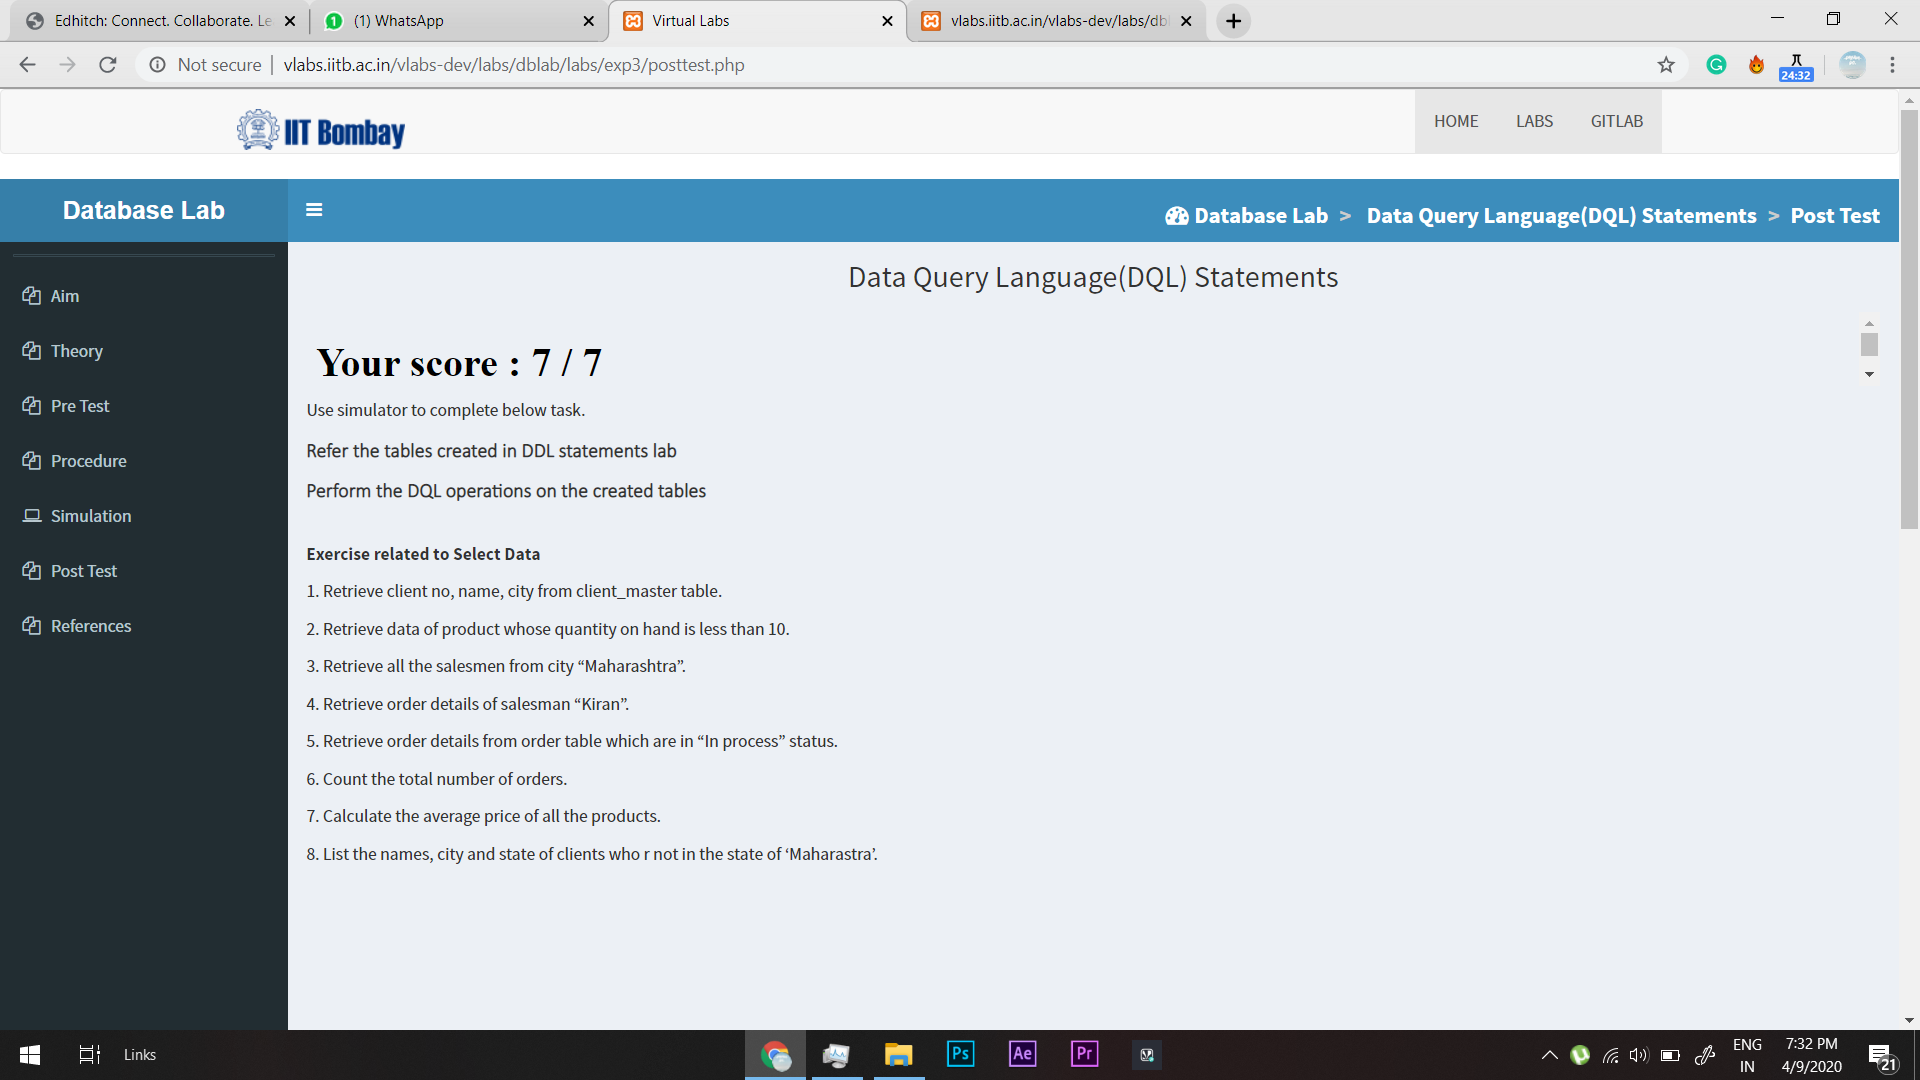 Edhitch: Connect. Collaborate. Le
(1) WhatsApp
Virtual Labs
vlabs.iitb.ac.in/vlabs-dev/labs/dbl
Not secure | vlabs.iitb.ac.in/vlabs-dev/labs/dblab/labs/exp3/posttest.php
24:32
IIT Bombay
HOME LABS GITLAB
Database Lab
Database Lab > Data Query Language(DQL) Statements > Post Test
Aim
Theory
Pre Test
Procedure
Simulation
Post Test
References
Data Query Language(DQL) Statements
Your score : 7 / 7
Use simulator to complete below task.
Refer the tables created in DDL statements lab
Perform the DQL operations on the created tables
Exercise related to Select Data
1. Retrieve client no, name, city from client_master table.
2. Retrieve data of product whose quantity on hand is less than 10.
3. Retrieve all the salesmen from city “Maharashtra”.
4. Retrieve order details of salesman “Kiran”.
5. Retrieve order details from order table which are in “In process” status.
6. Count the total number of orders.
7. Calculate the average price of all the products.
8. List the names, city and state of clients who r not in the state of ‘Maharastra’.
Links
Ps
Ae
Pr
ENG
IN
7:32 PM
4/9/2020
21